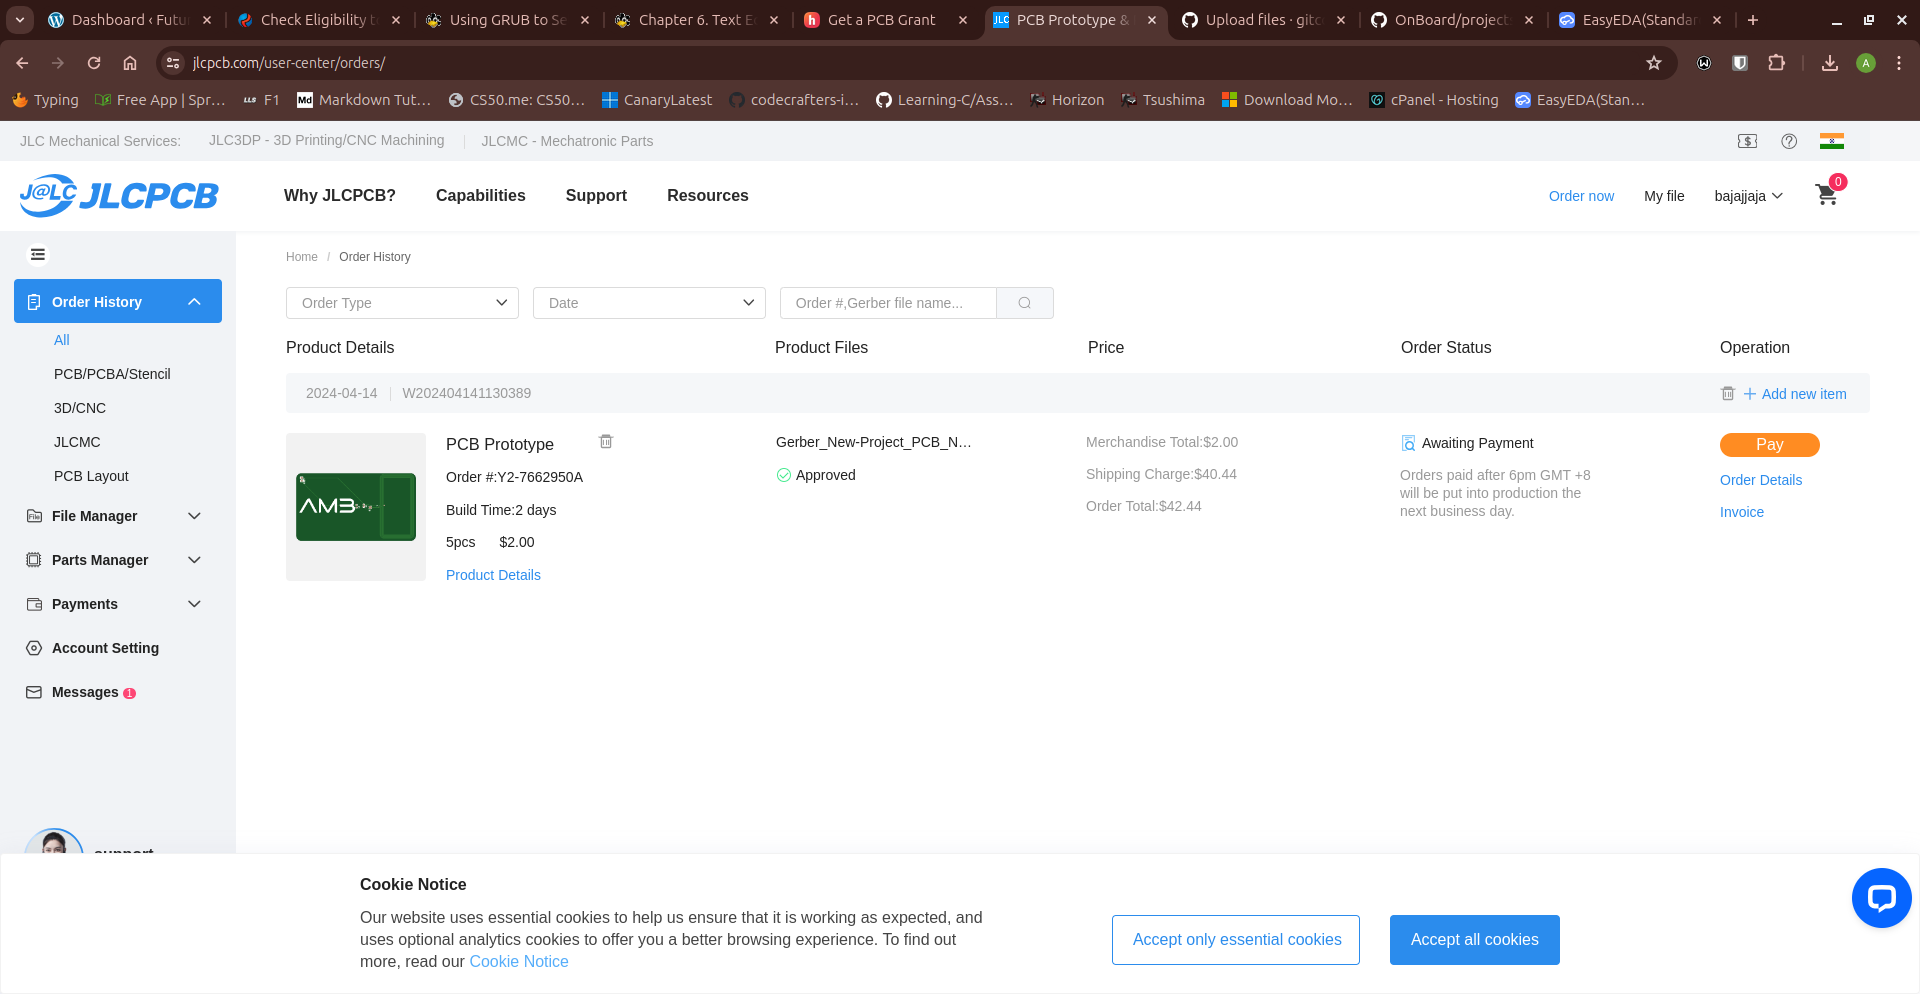 Dashboard ‹ Futu
Check Eligibility t
Using GRUB to Se
Chapter 6. Text E
Get a PCB Grant
JLC PCB Prototype &
Upload files · gito
OnBoard/project
EasyEDA(Standar
jlcpcb.com/user-center/orders/
A
Typing
Free App | Spr...
LLS F1
Md Markdown Tut...
CS50.me: CS50...
CanaryLatest
codecrafters-i...
Learning-C/Ass...
Horizon
Tsushima
Download Mo...
cPanel - Hosting
EasyEDA(Stan...
JLC Mechanical Services:
JLC3DP - 3D Printing/CNC Machining
JLCMC - Mechatronic Parts
J@LC JLCPCB
Why JLCPCB?
Capabilities
Support
Resources
Order now
My file
bajajjaja
0
Home / Order History
Order History
All
PCB/PCBA/Stencil
3D/CNC
JLCMC
PCB Layout
File Manager
Parts Manager
Payments
Account Setting
Messages 1
Order Type
Date
Order #,Gerber file name...
Product Details
Product Files
Price
Order Status
Operation
2024-04-14
W202404141130389
Add new item
AMB
PCB Prototype
Order #:Y2-7662950A
Build Time:2 days
5pcs $2.00
Product Details
Gerber_New-Project_PCB_N...
Approved
Merchandise Total:$2.00
Shipping Charge:$40.44
Order Total:$42.44
Awaiting Payment
Orders paid after 6pm GMT +8
will be put into production the
next business day.
Pay
Order Details
Invoice
support
Cookie Notice
Our website uses essential cookies to help us ensure that it is working as expected, and
uses optional analytics cookies to offer you a better browsing experience. To find out
more, read our Cookie Notice
Accept only essential cookies
Accept all cookies